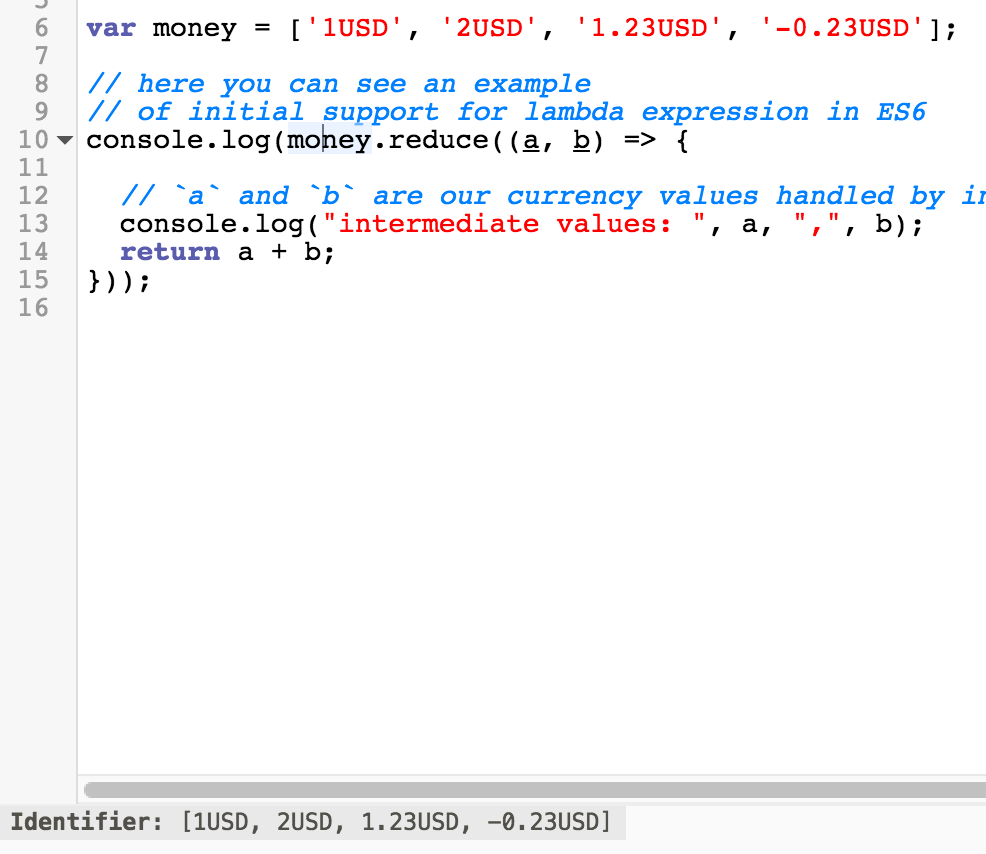 5
6 var money = ['1USD', '2USD', '1.23USD', '-0.23USD'];
7
8 // here you can see an example
9 // of initial support for lambda expression in ES6
10 console.log(money.reduce((a, b) => {
11
12 // `a` and `b` are our currency values handled by
13 console.log("intermediate values: ", a, ",", b);
14 return a + b;
15 }));
16
Identifier: [1USD, 2USD, 1.23USD, -0.23USD]